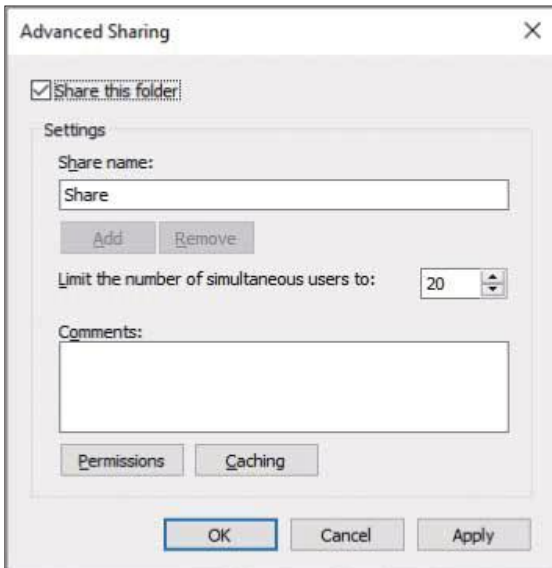 Advanced Sharing
Share this folder
Settings
Share name:
Share
Add Remove
Limit the number of simultaneous users to: 20
Comments:
Permissions Caching
OK Cancel Apply